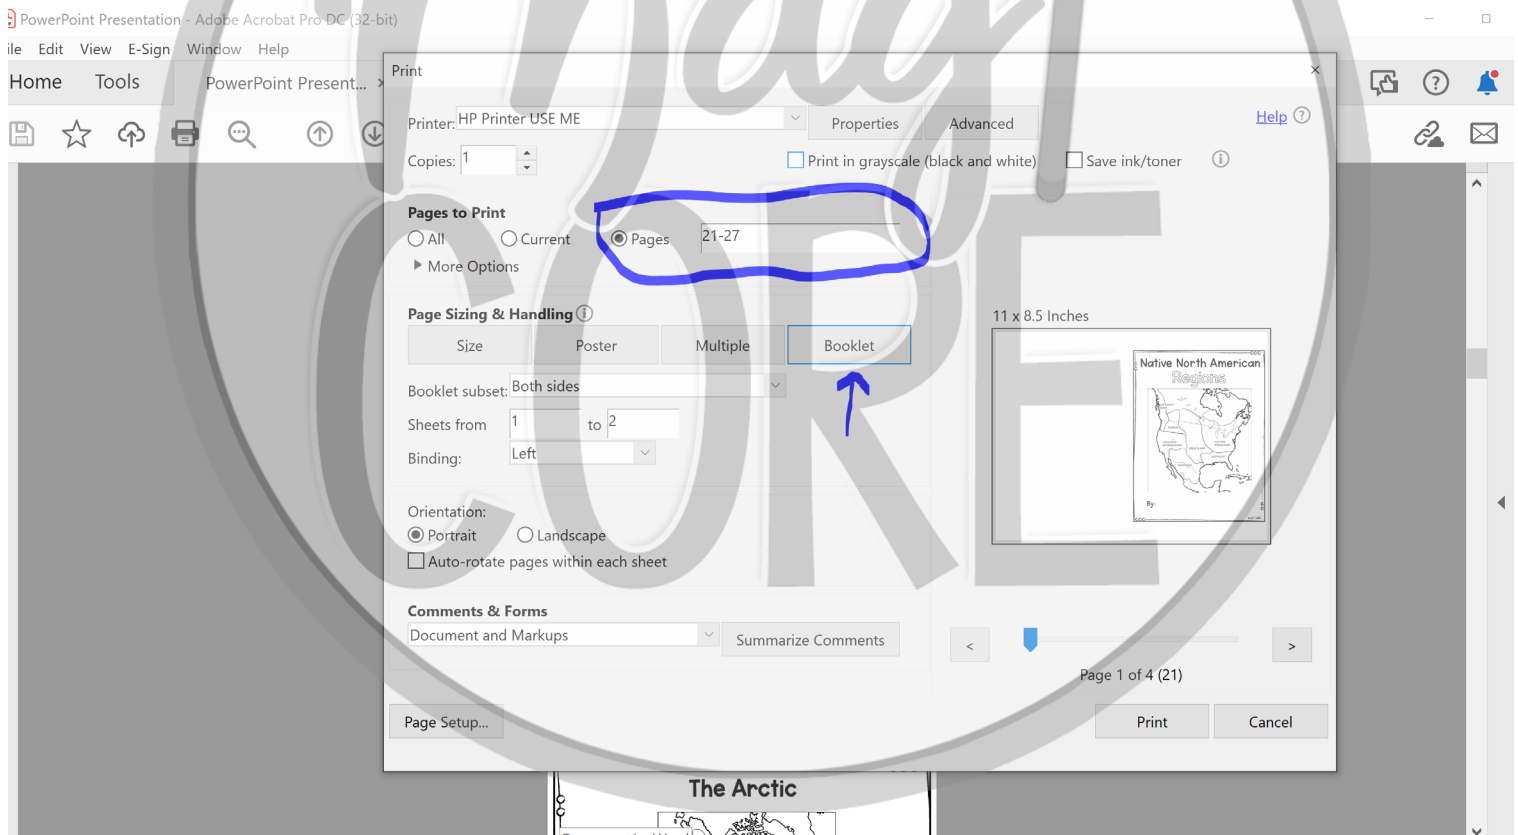 PowerPoint Presentation - Adobe Acrobat Pro DC (32-bit)
ile Edit View E-Sign Window Help
Home Tools PowerPoint Present... ×
Print
Printer: HP Printer USE ME Properties Advanced Help
Copies: 1 Print in grayscale (black and white) Save ink/toner
Pages to Print
All Current Pages 21-27
More Options
Page Sizing & Handling
Size Poster Multiple Booklet
Booklet subset: Both sides
Sheets from 1 to 2
Binding: Left
Orientation:
Portrait Landscape
Auto-rotate pages within each sheet
Comments & Forms
Document and Markups Summarize Comments
11 x 8.5 Inches
Native North American
Regions
By:
< >
Page 1 of 4 (21)
Page Setup... Print Cancel
The Arctic
CORE